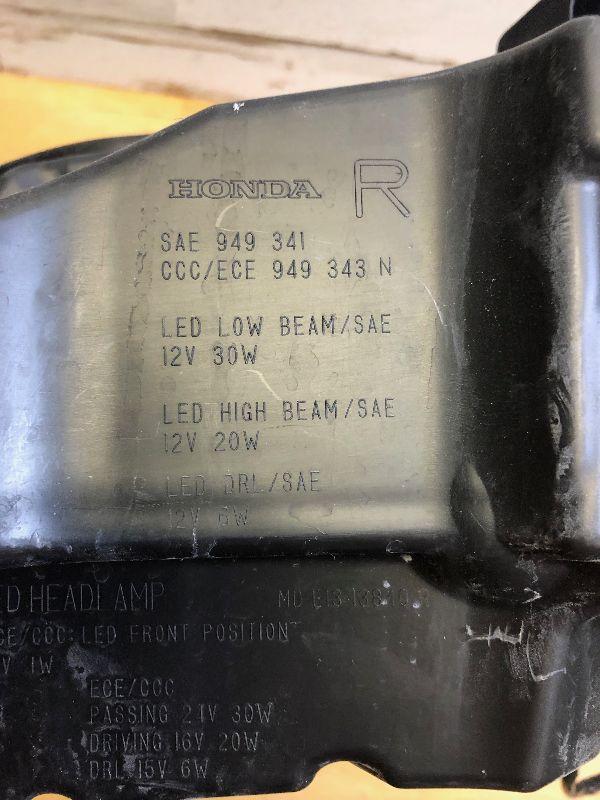 HONDA R
SAE 949 341
CCC/ECE 949 343 N
LED LOW BEAM/SAE
12V 30W
LED HIGH BEAM/SAE
12V 20W
LED DRL/SAE
12V 6W
ED HEADLAMP
CE/CCC: LED FRONT POSITION
V 1W
ECE/CCC
PASSING 24V 30W
DRIVING 16V 20W
DRL 15V 6W